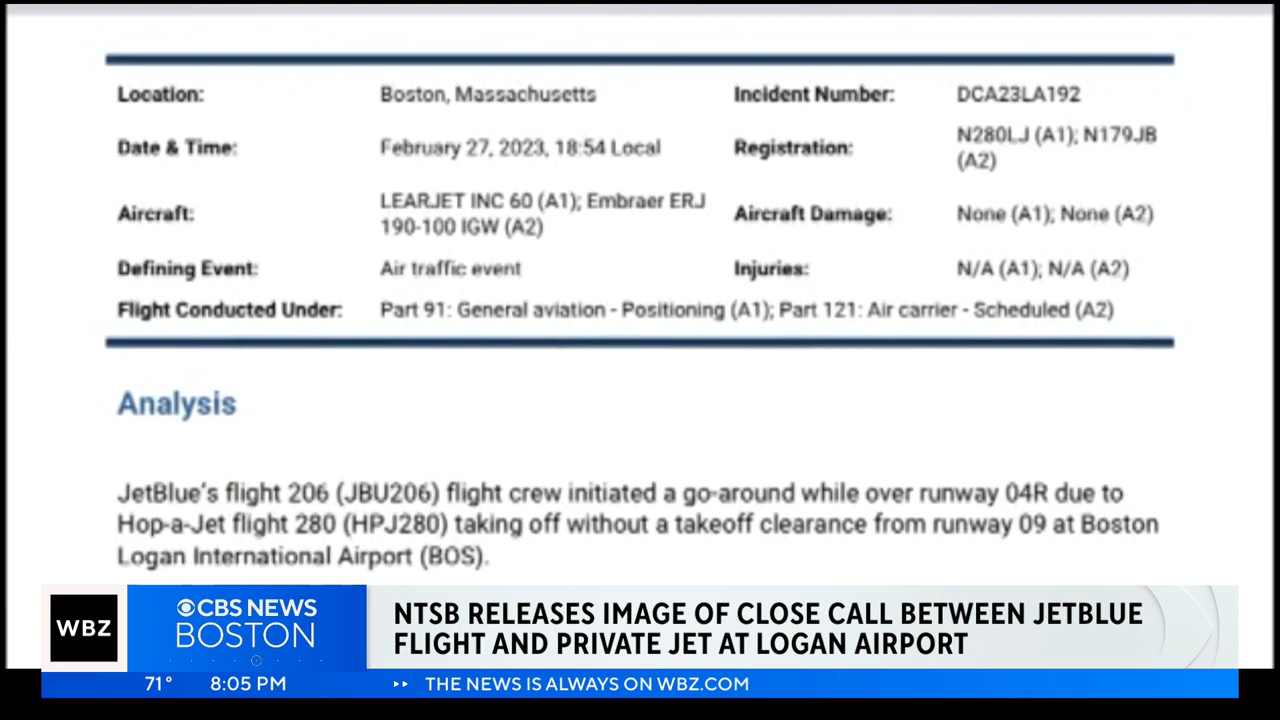 Location: Boston, Massachusetts Incident Number: DCA23LA192
Date & Time: February 27, 2023, 18:54 Local Registration: N280LJ (A1); N179JB
(A2)
Aircraft: LEARJET INC 60 (A1); Embraer ERJ
190-100 IGW (A2) Aircraft Damage: None (A1); None (A2)
Defining Event: Air traffic event Injuries: N/A (A1); N/A (A2)
Flight Conducted Under: Part 91: General aviation - Positioning (A1); Part 121: Air carrier - Scheduled (A2)
Analysis
JetBlue's flight 206 (JBU206) flight crew initiated a go-around while over runway 04R due to
Hop-a-Jet flight 280 (HPJ280) taking off without a takeoff clearance from runway 09 at Boston
Logan International Airport (BOS).
WBZ
CBS NEWS
BOSTON
NTSB RELEASES IMAGE OF CLOSE CALL BETWEEN JETBLUE
FLIGHT AND PRIVATE JET AT LOGAN AIRPORT
71° 8:05 PM THE NEWS IS ALWAYS ON WBZ.COM